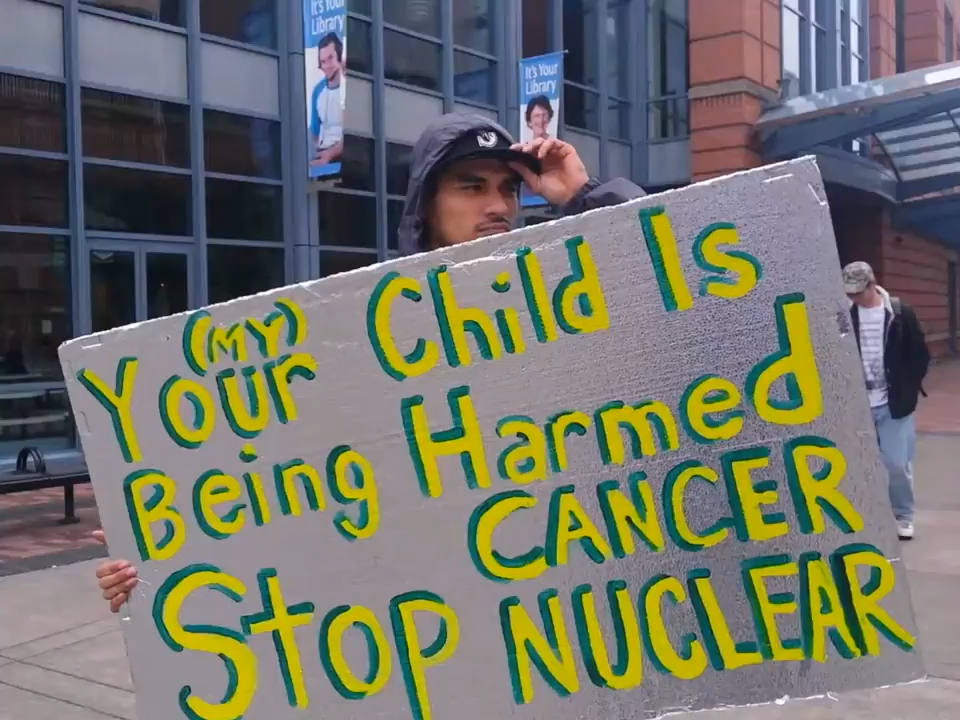 It's Your
Library
It's Your
Library
(MY)
Your Child Is
Being Harmed
CANCER
Stop NUCLEAR